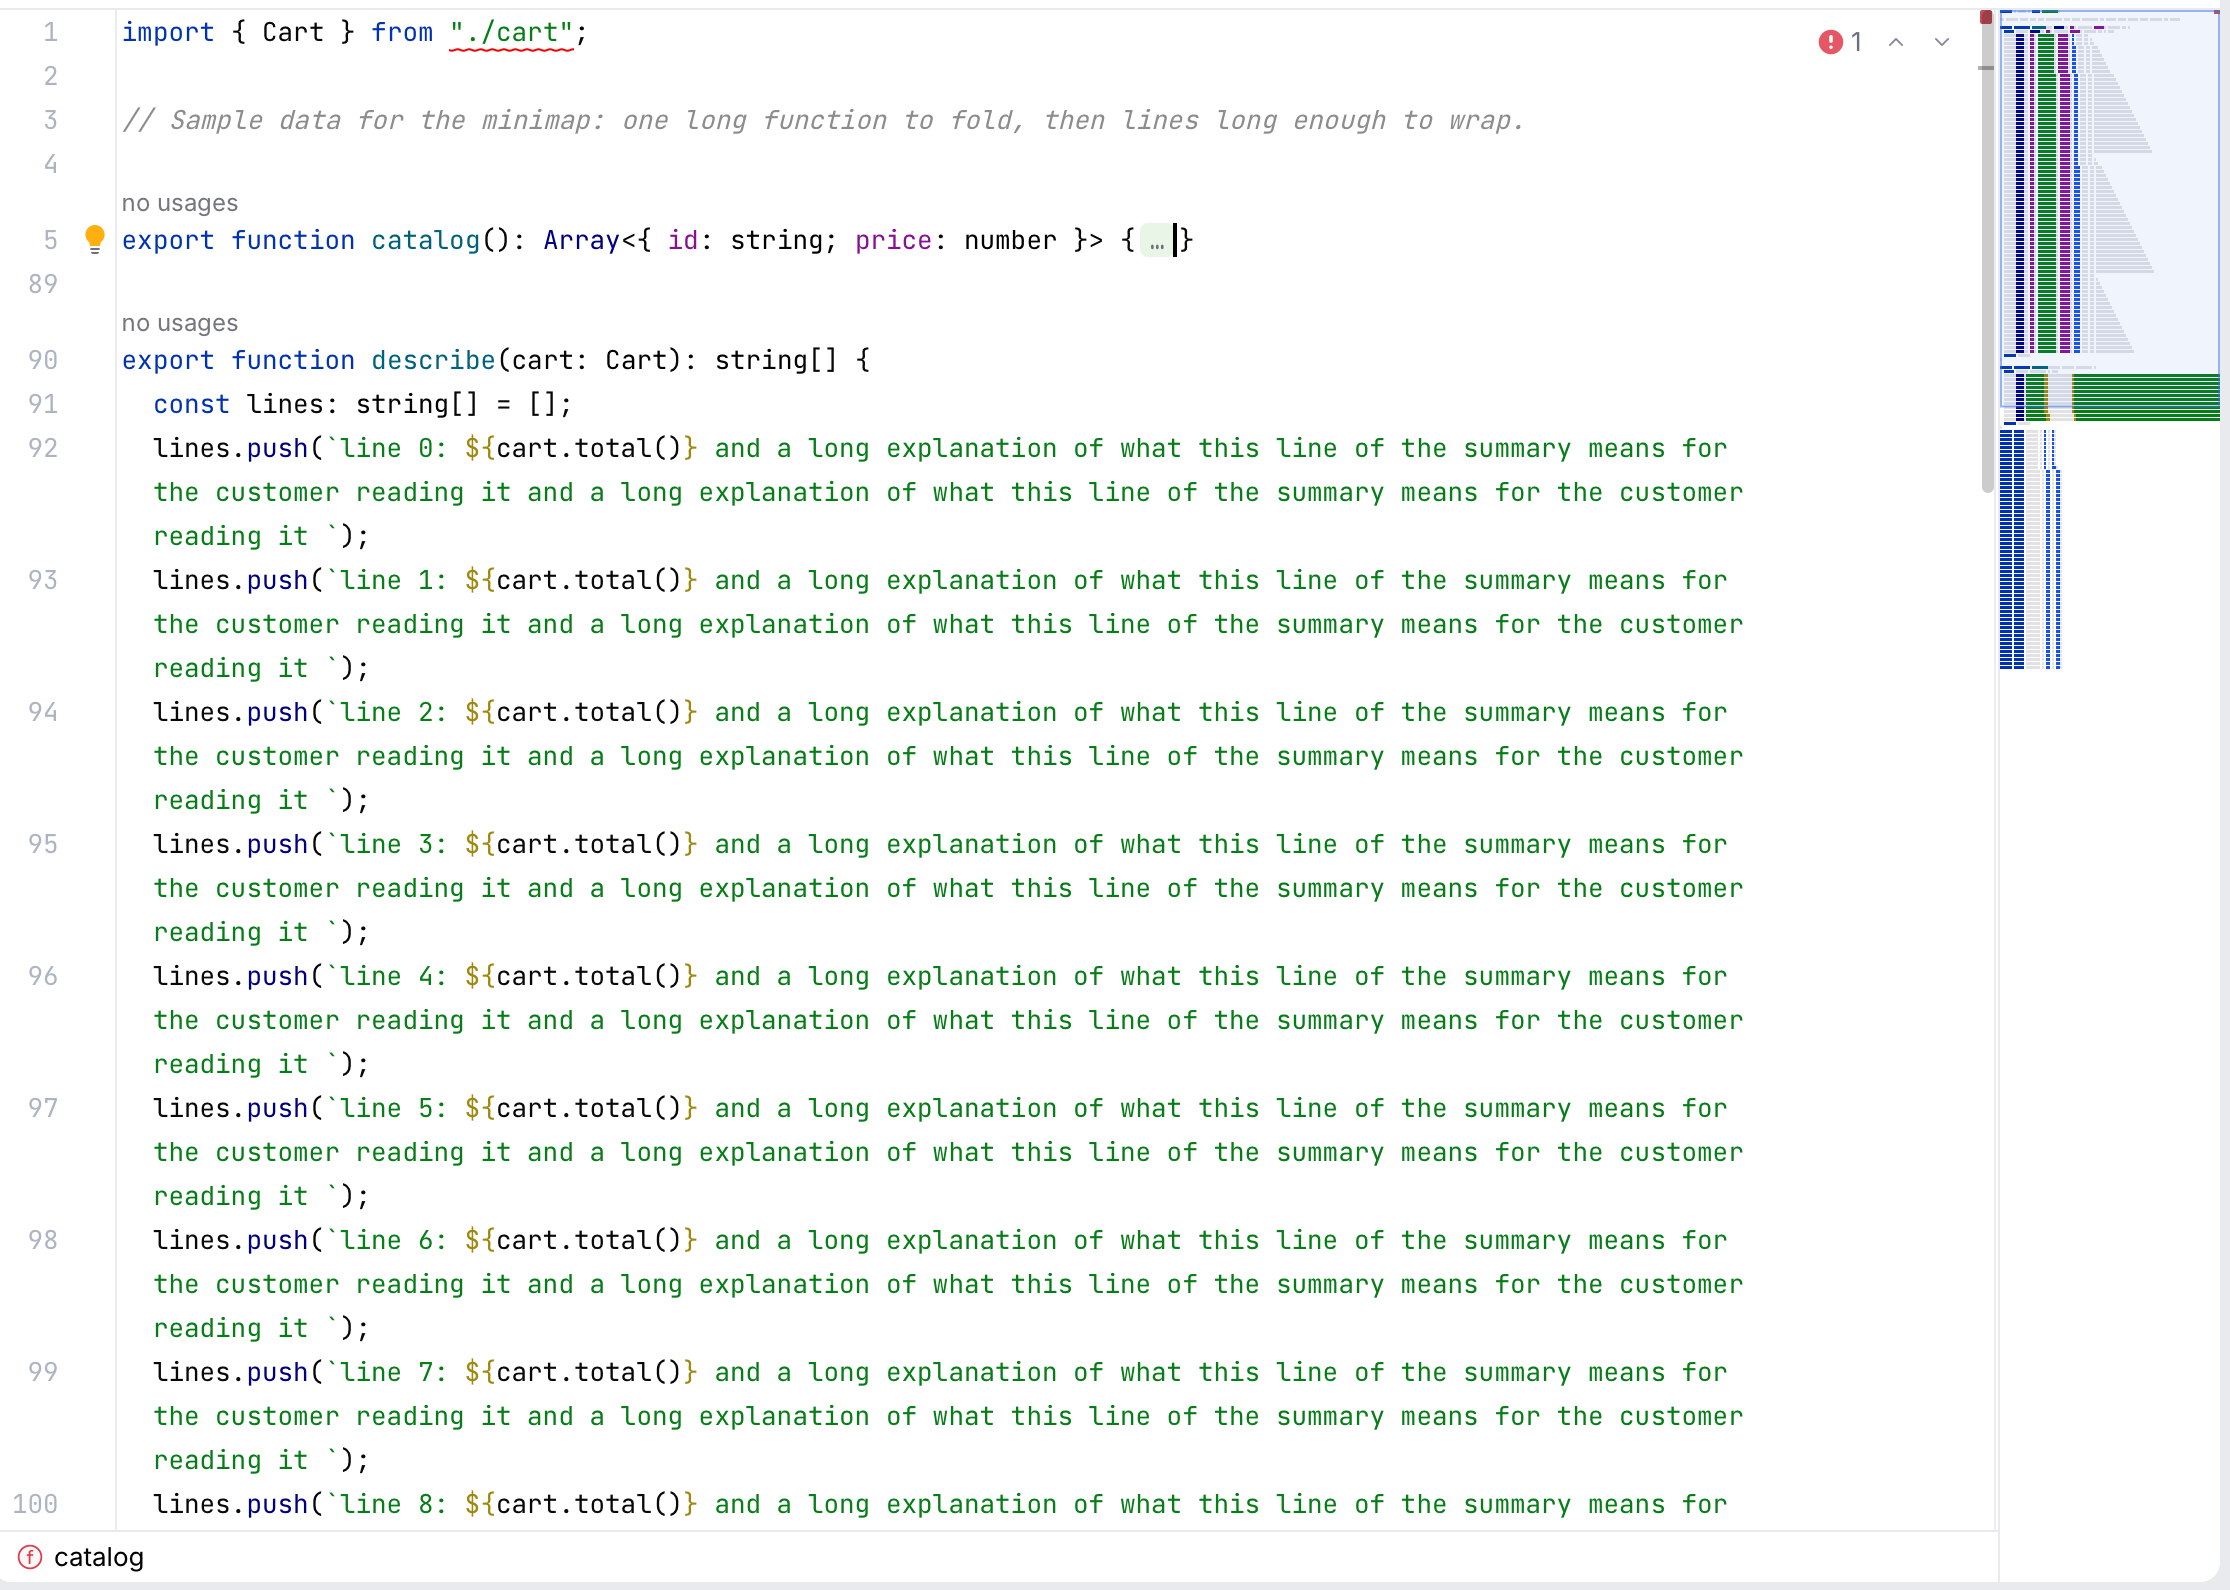 1 import { Cart } from "./cart";
1
2
3 // Sample data for the minimap: one long function to fold, then lines long enough to wrap.
4
no usages
5 export function catalog(): Array<{ id: string; price: number }> {...}
89
no usages
90 export function describe(cart: Cart): string[] {
91 const lines: string[] = [];
92 lines.push(`line 0: ${cart.total()} and a long explanation of what this line of the summary means for
the customer reading it and a long explanation of what this line of the summary means for the customer
reading it `);
93 lines.push(`line 1: ${cart.total()} and a long explanation of what this line of the summary means for
the customer reading it and a long explanation of what this line of the summary means for the customer
reading it `);
94 lines.push(`line 2: ${cart.total()} and a long explanation of what this line of the summary means for
the customer reading it and a long explanation of what this line of the summary means for the customer
reading it `);
95 lines.push(`line 3: ${cart.total()} and a long explanation of what this line of the summary means for
the customer reading it and a long explanation of what this line of the summary means for the customer
reading it `);
96 lines.push(`line 4: ${cart.total()} and a long explanation of what this line of the summary means for
the customer reading it and a long explanation of what this line of the summary means for the customer
reading it `);
97 lines.push(`line 5: ${cart.total()} and a long explanation of what this line of the summary means for
the customer reading it and a long explanation of what this line of the summary means for the customer
reading it `);
98 lines.push(`line 6: ${cart.total()} and a long explanation of what this line of the summary means for
the customer reading it and a long explanation of what this line of the summary means for the customer
reading it `);
99 lines.push(`line 7: ${cart.total()} and a long explanation of what this line of the summary means for
the customer reading it and a long explanation of what this line of the summary means for the customer
reading it `);
100 lines.push(`line 8: ${cart.total()} and a long explanation of what this line of the summary means for
catalog